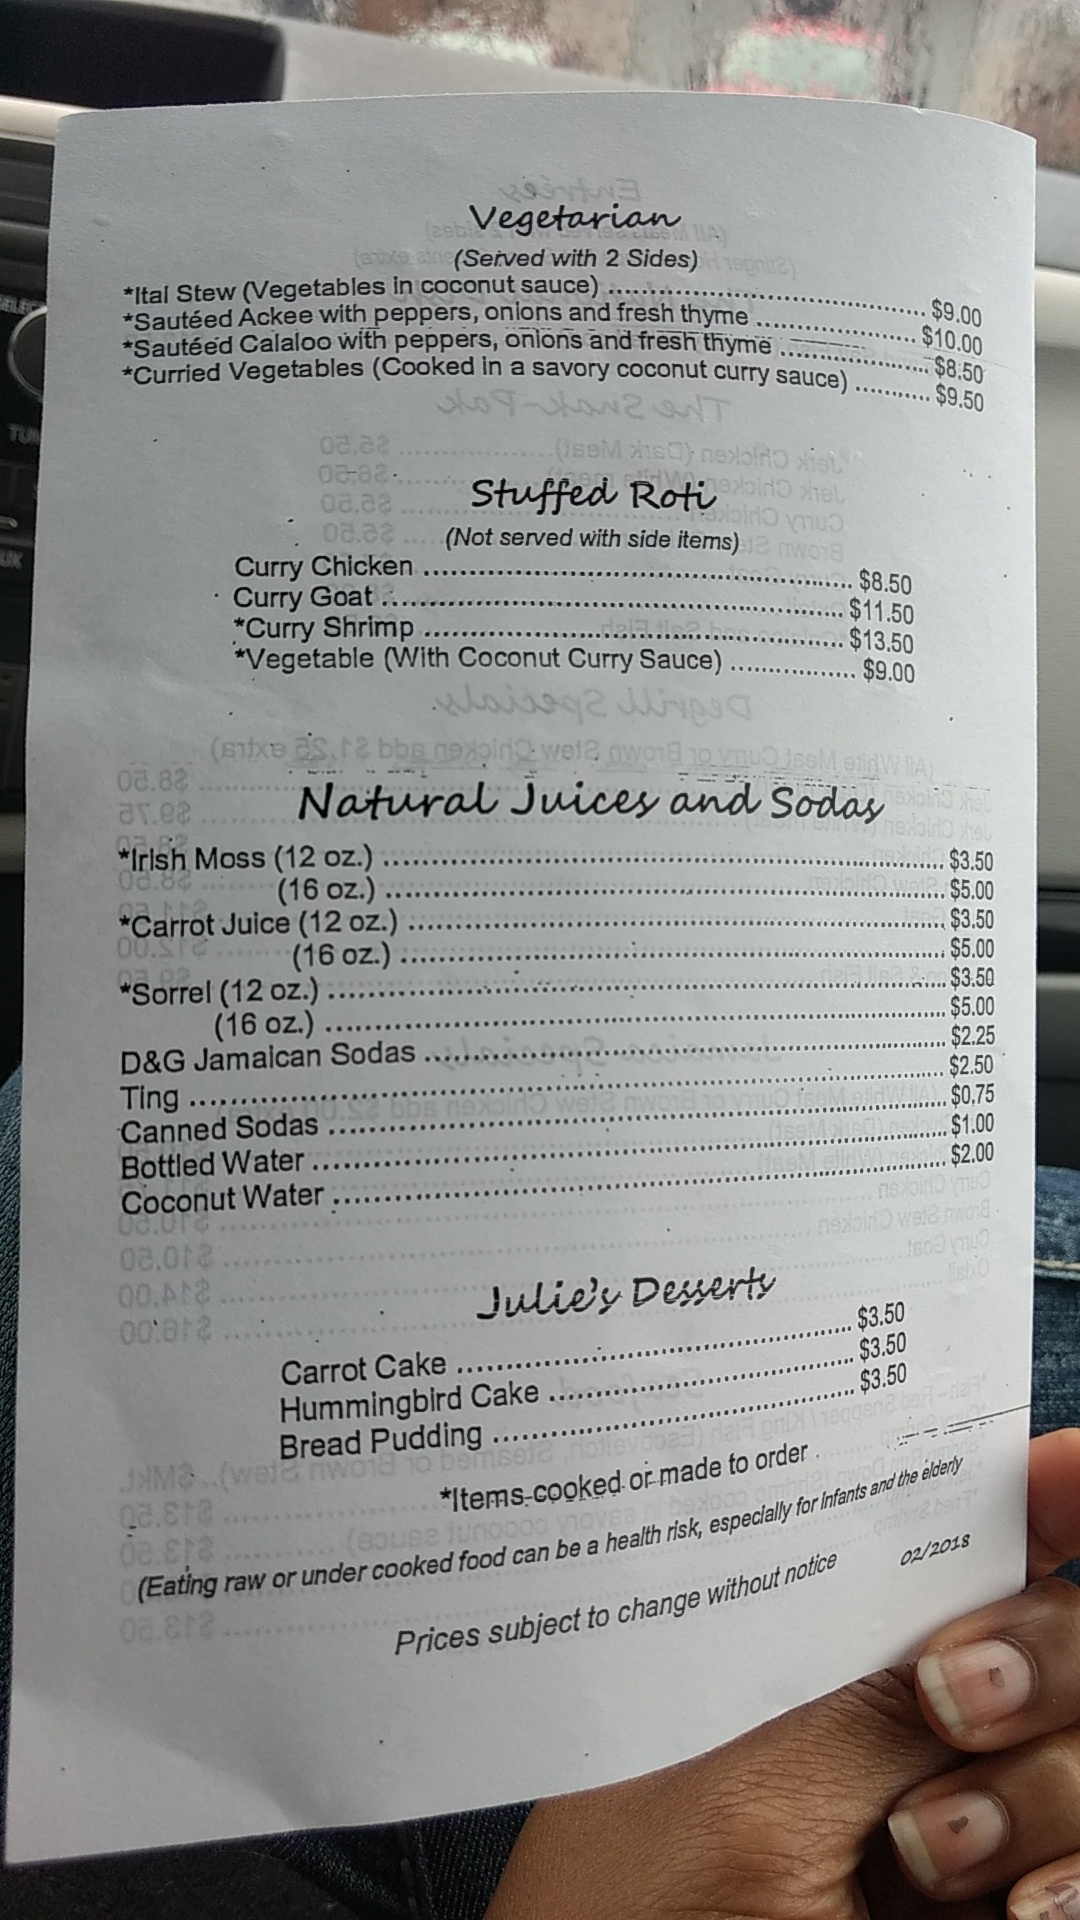 Vegetarian
(Served with 2 Sides)
*Ital Stew (Vegetables in coconut sauce) ........ $9.00
*Sautéed Ackee with peppers, onions and fresh thyme ........ $10.00
*Sautéed Calaloo with peppers, onions and fresh thyme ........ $8.50
*Curried Vegetables (Cooked in a savory coconut curry sauce) ........ $9.50
Stuffed Roti
(Not served with side items)
Curry Chicken ........ $8.50
Curry Goat ........ $11.50
*Curry Shrimp ........ $13.50
*Vegetable (With Coconut Curry Sauce) ........ $9.00
Natural Juices and Sodas
*Irish Moss (12 oz.) ........ $3.50
(16 oz.) ........ $5.00
*Carrot Juice (12 oz.) ........ $3.50
(16 oz.) ........ $5.00
*Sorrel (12 oz.) ........ $3.50
(16 oz.) ........ $5.00
D&G Jamaican Sodas ........ $2.25
Ting ........ $2.50
Canned Sodas ........ $0.75
Bottled Water ........ $1.00
Coconut Water ........ $2.00
Julie's Desserts
Carrot Cake ........ $3.50
Hummingbird Cake ........ $3.50
Bread Pudding ........ $3.50
*Items cooked or made to order
(Eating raw or under cooked food can be a health risk, especially for Infants and the elderly
Prices subject to change without notice 02/2018